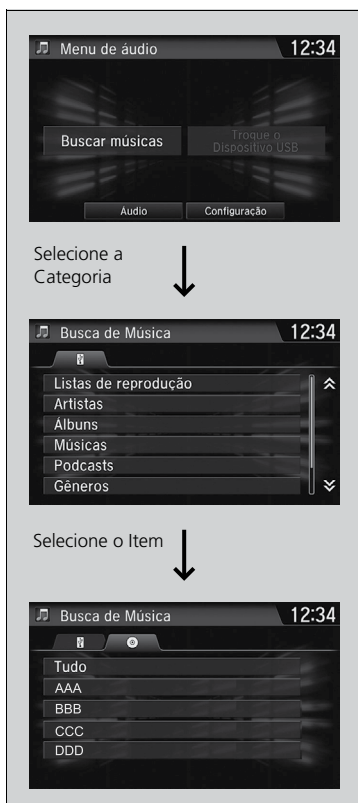 Menu de áudio 12:34
Buscar músicas
Troque o
Dispositivo USB
Áudio Configuração
Selecione a
Categoria
Busca de Música 12:34
Listas de reprodução
Artistas
Álbuns
Músicas
Podcasts
Gêneros
Selecione o Item
Busca de Música 12:34
Tudo
AAA
BBB
CCC
DDD